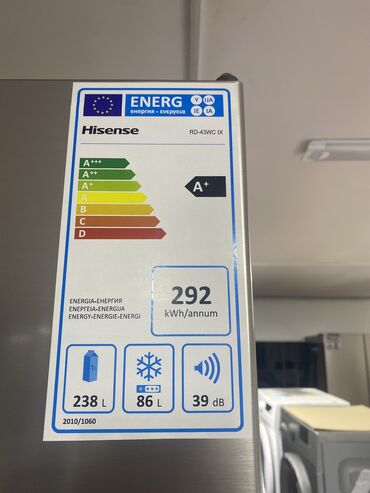 ENERG Y UA
енергия · ενεργεια IE IA
Hisense RD-43WC IX
A+++
A++
A+
A
B
C
D
A+
ENERGIA-ЕНЕРГИЯ
ΕΝΕΡΓΕΙΑ-ENERGIJA
ENERGY-ENERGIE-ENERGI
292
kWh/annum
238 L
86 L
39 dB
2010/1060